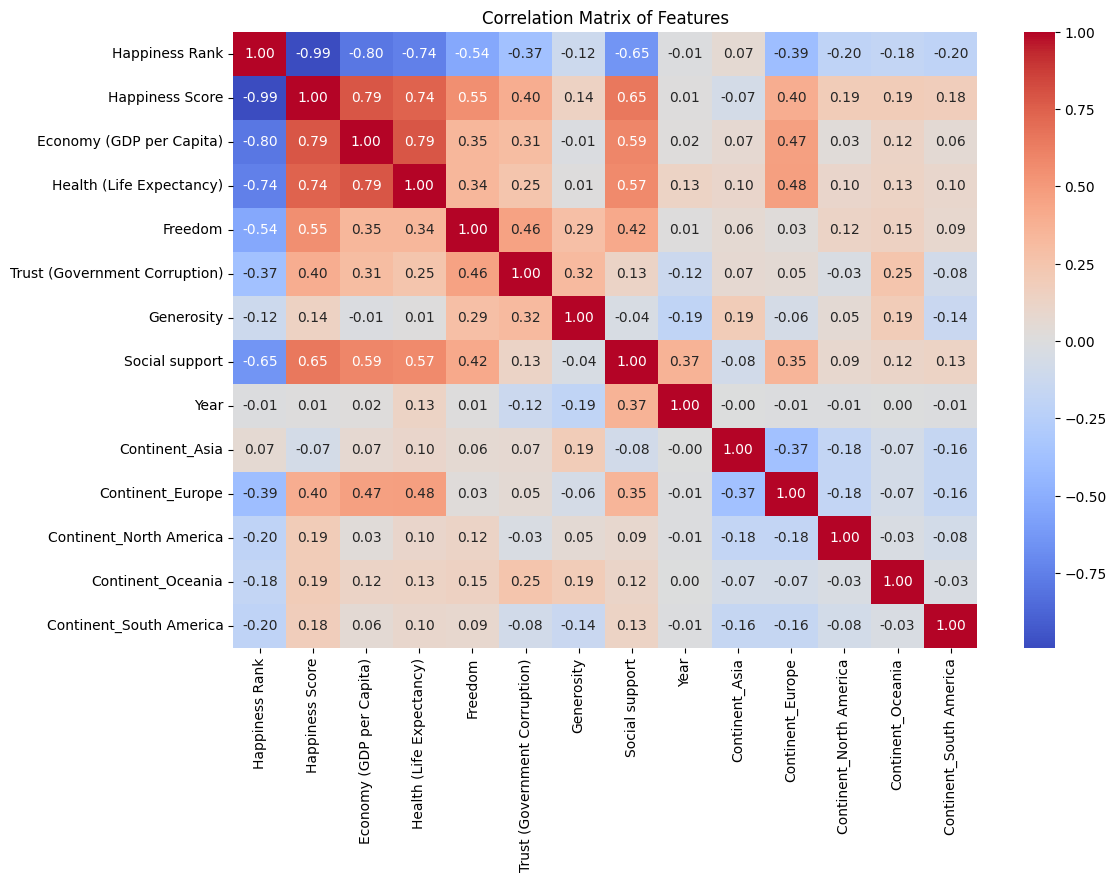 Correlation Matrix of Features
Happiness Rank 1.00 -0.99 -0.80 -0.74 -0.54 -0.37 -0.12 -0.65 -0.01 0.07 -0.39 -0.20 -0.18 -0.20
Happiness Score -0.99 1.00 0.79 0.74 0.55 0.40 0.14 0.65 0.01 -0.07 0.40 0.19 0.19 0.18
Economy (GDP per Capita) -0.80 0.79 1.00 0.79 0.35 0.31 -0.01 0.59 0.02 0.07 0.47 0.03 0.12 0.06
Health (Life Expectancy) -0.74 0.74 0.79 1.00 0.34 0.25 0.01 0.57 0.13 0.10 0.48 0.10 0.13 0.10
Freedom -0.54 0.55 0.35 0.34 1.00 0.46 0.29 0.42 0.01 0.06 0.03 0.12 0.15 0.09
Trust (Government Corruption) -0.37 0.40 0.31 0.25 0.46 1.00 0.32 0.13 -0.12 0.07 0.05 -0.03 0.25 -0.08
Generosity -0.12 0.14 -0.01 0.01 0.29 0.32 1.00 -0.04 -0.19 0.19 -0.06 0.05 0.19 -0.14
Social support -0.65 0.65 0.59 0.57 0.42 0.13 -0.04 1.00 0.37 -0.08 0.35 0.09 0.12 0.13
Year -0.01 0.01 0.02 0.13 0.01 -0.12 -0.19 0.37 1.00 -0.00 -0.01 -0.01 0.00 -0.01
Continent_Asia 0.07 -0.07 0.07 0.10 0.06 0.07 0.19 -0.08 -0.00 1.00 -0.37 -0.18 -0.07 -0.16
Continent_Europe -0.39 0.40 0.47 0.48 0.03 0.05 -0.06 0.35 -0.01 -0.37 1.00 -0.18 -0.07 -0.16
Continent_North America -0.20 0.19 0.03 0.10 0.12 -0.03 0.05 0.09 -0.01 -0.18 -0.18 1.00 -0.03 -0.08
Continent_Oceania -0.18 0.19 0.12 0.13 0.15 0.25 0.19 0.12 0.00 -0.07 -0.07 -0.03 1.00 -0.03
Continent_South America -0.20 0.18 0.06 0.10 0.09 -0.08 -0.14 0.13 -0.01 -0.16 -0.16 -0.08 -0.03 1.00
Happiness Rank
Happiness Score
Economy (GDP per Capita)
Health (Life Expectancy)
Freedom
Trust (Government Corruption)
Generosity
Social support
Year
Continent_Asia
Continent_Europe
Continent_North America
Continent_Oceania
Continent_South America
1.00
0.75
0.50
0.25
0.00
−0.25
−0.50
−0.75